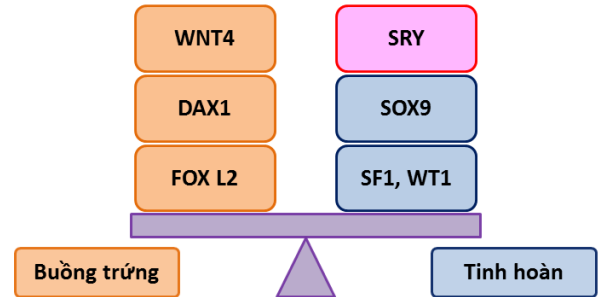 WNT4
SRY
DAX1
SOX9
FOX L2
SF1, WT1
Buồng trứng
Tinh hoàn